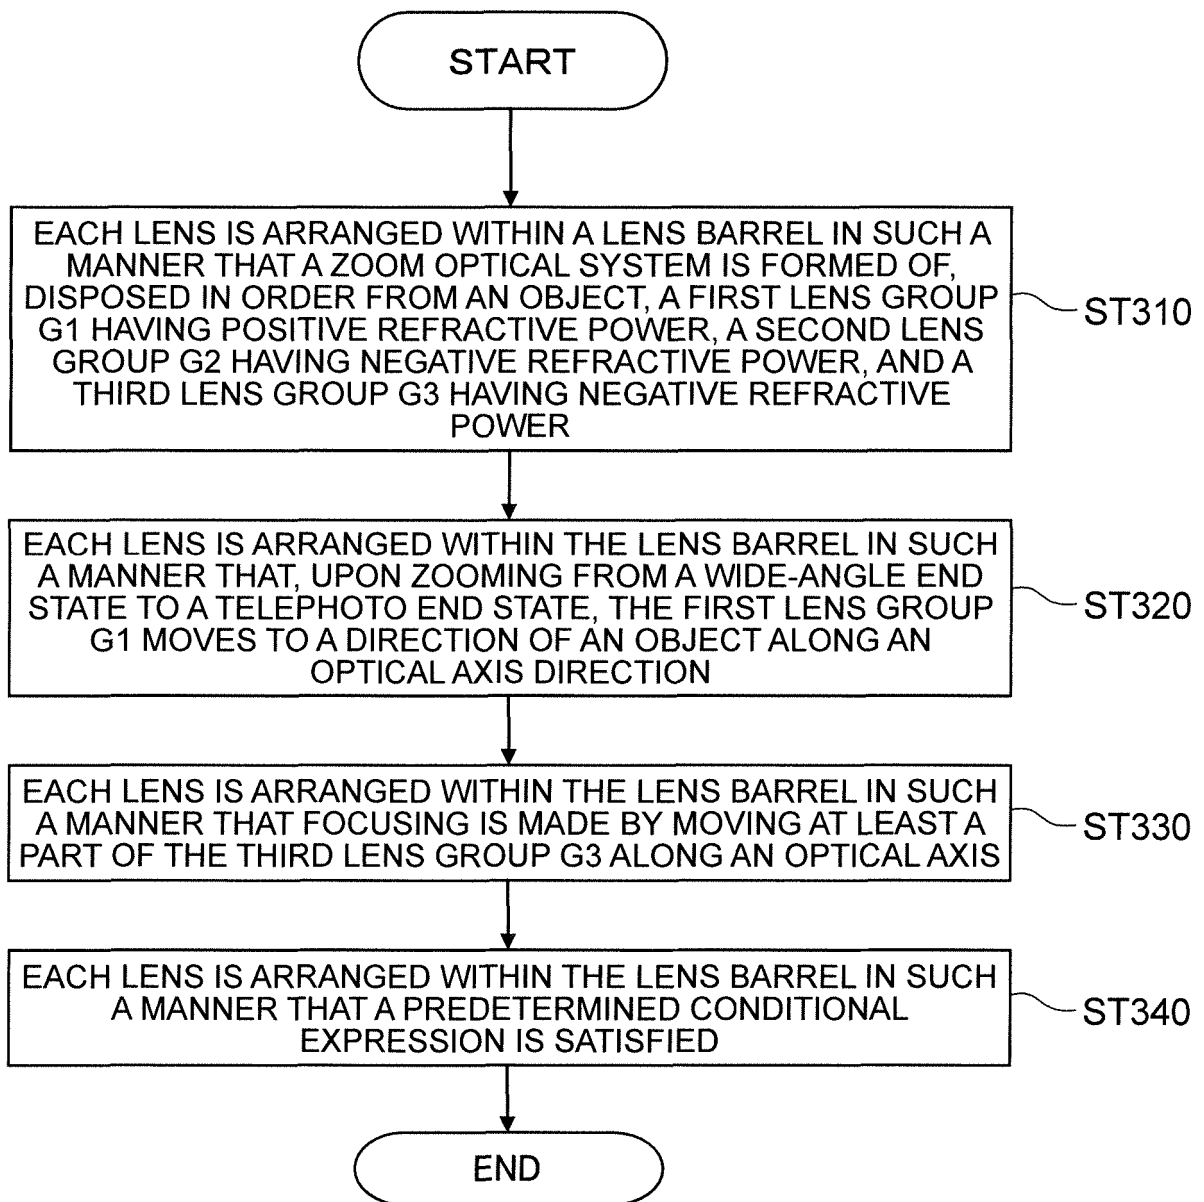 START
EACH LENS IS ARRANGED WITHIN A LENS BARREL IN SUCH A
MANNER THAT A ZOOM OPTICAL SYSTEM IS FORMED OF,
DISPOSED IN ORDER FROM AN OBJECT, A FIRST LENS GROUP
G1 HAVING POSITIVE REFRACTIVE POWER, A SECOND LENS
GROUP G2 HAVING NEGATIVE REFRACTIVE POWER, AND A
THIRD LENS GROUP G3 HAVING NEGATIVE REFRACTIVE
POWER
ST310
EACH LENS IS ARRANGED WITHIN THE LENS BARREL IN SUCH
A MANNER THAT, UPON ZOOMING FROM A WIDE-ANGLE END
STATE TO A TELEPHOTO END STATE, THE FIRST LENS GROUP
G1 MOVES TO A DIRECTION OF AN OBJECT ALONG AN
OPTICAL AXIS DIRECTION
ST320
EACH LENS IS ARRANGED WITHIN THE LENS BARREL IN SUCH
A MANNER THAT FOCUSING IS MADE BY MOVING AT LEAST A
PART OF THE THIRD LENS GROUP G3 ALONG AN OPTICAL AXIS
ST330
EACH LENS IS ARRANGED WITHIN THE LENS BARREL IN SUCH
A MANNER THAT A PREDETERMINED CONDITIONAL
EXPRESSION IS SATISFIED
ST340
END